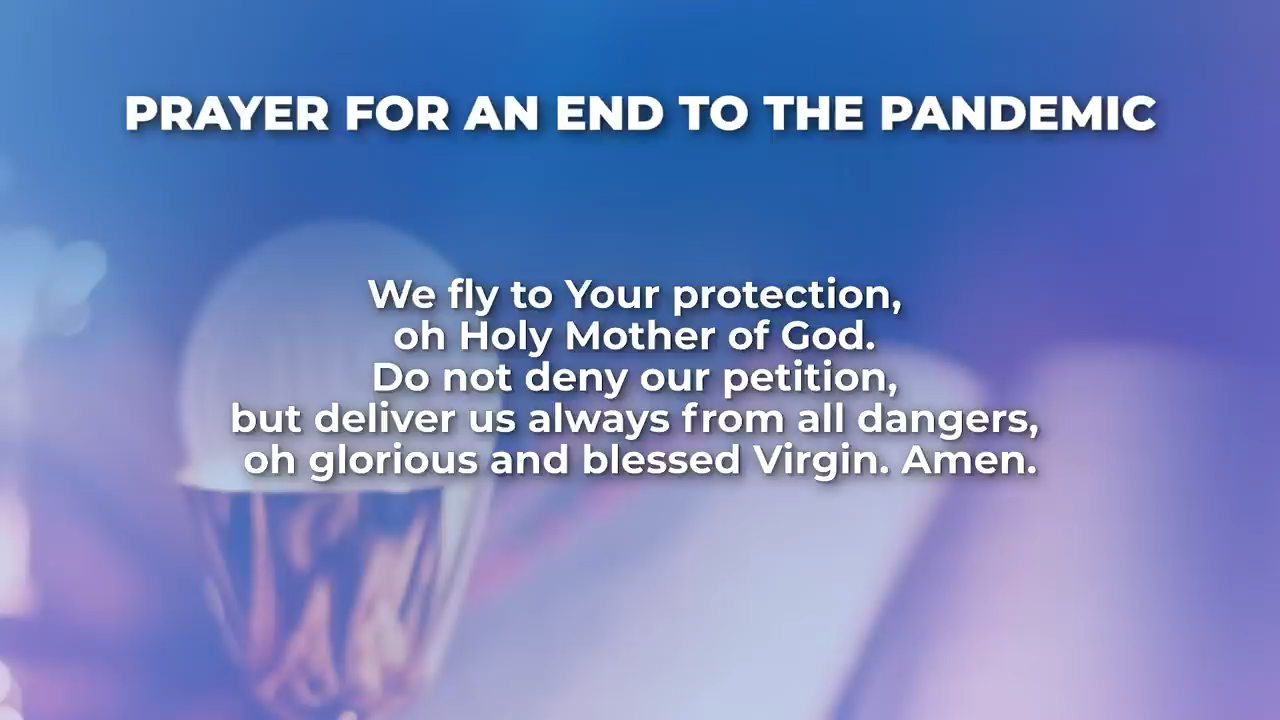 PRAYER FOR AN END TO THE PANDEMIC
We fly to Your protection,
oh Holy Mother of God.
Do not deny our petition,
but deliver us always from all dangers,
oh glorious and blessed Virgin. Amen.